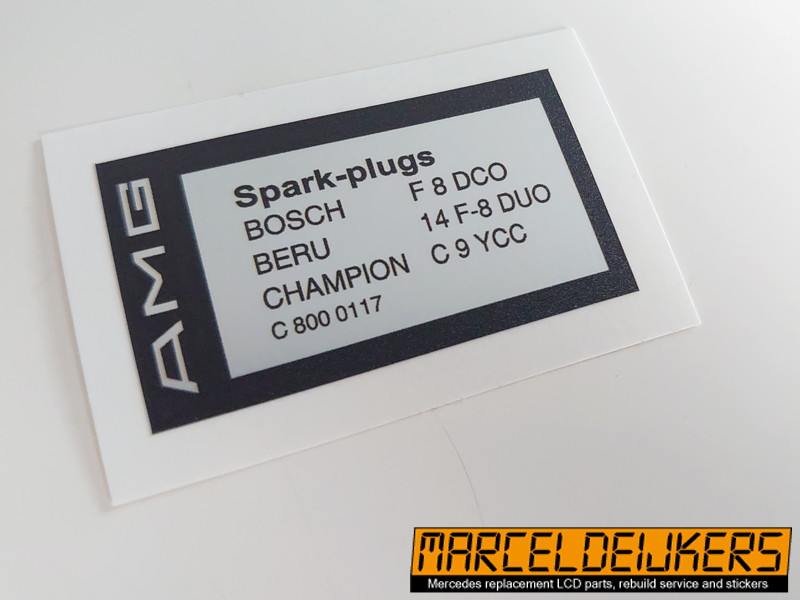 AMG
Spark-plugs
BOSCH F 8 DCO
BERU 14 F-8 DUO
CHAMPION C 9 YCC
C 800 0117
MARCELDEIJKERS
Mercedes replacement LCD parts, rebuild service and stickers